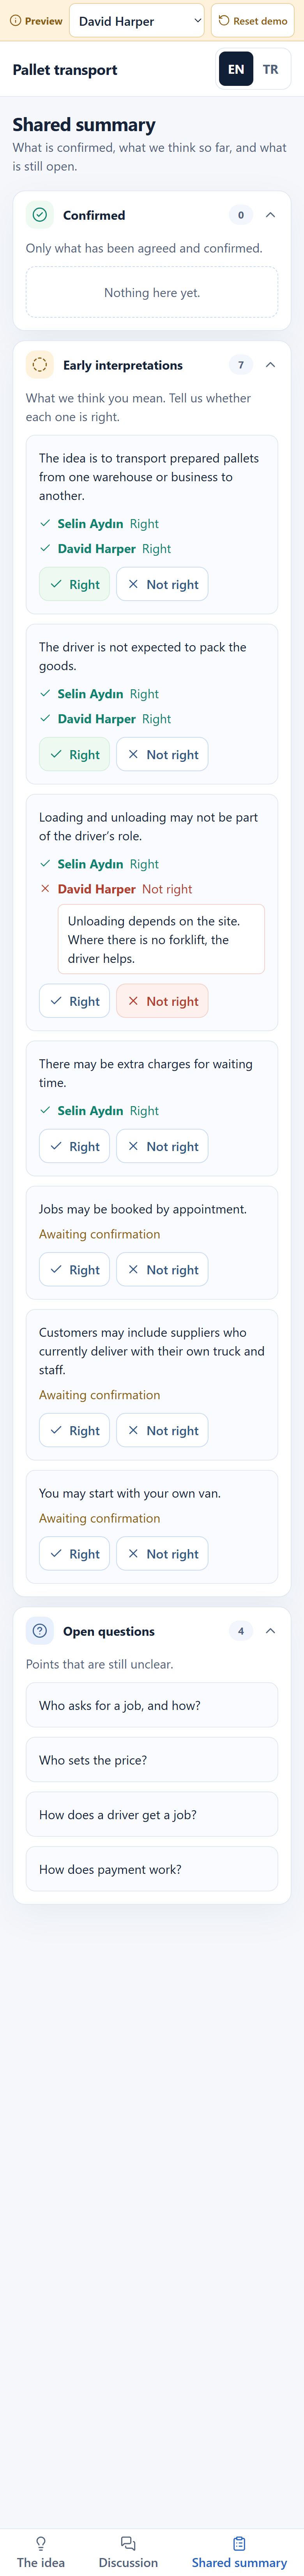 Preview
David Harper
Reset demo
Pallet transport
EN
TR
Shared summary
What is confirmed, what we think so far, and what
is still open.
Confirmed
0
Only what has been agreed and confirmed.
Nothing here yet.
Early interpretations
7
What we think you mean. Tell us whether
each one is right.
The idea is to transport prepared pallets
from one warehouse or business to
another.
Selin Aydın Right
David Harper Right
Right
Not right
The driver is not expected to pack the
goods.
Selin Aydın Right
David Harper Right
Right
Not right
Loading and unloading may not be part
of the driver's role.
Selin Aydın Right
David Harper Not right
Unloading depends on the site.
Where there is no forklift, the
driver helps.
Right
Not right
There may be extra charges for waiting
time.
Selin Aydın Right
Right
Not right
Jobs may be booked by appointment.
Awaiting confirmation
Right
Not right
Customers may include suppliers who
currently deliver with their own truck and
staff.
Awaiting confirmation
Right
Not right
You may start with your own van.
Awaiting confirmation
Right
Not right
Open questions
4
Points that are still unclear.
Who asks for a job, and how?
Who sets the price?
How does a driver get a job?
How does payment work?
The idea
Discussion
Shared summary